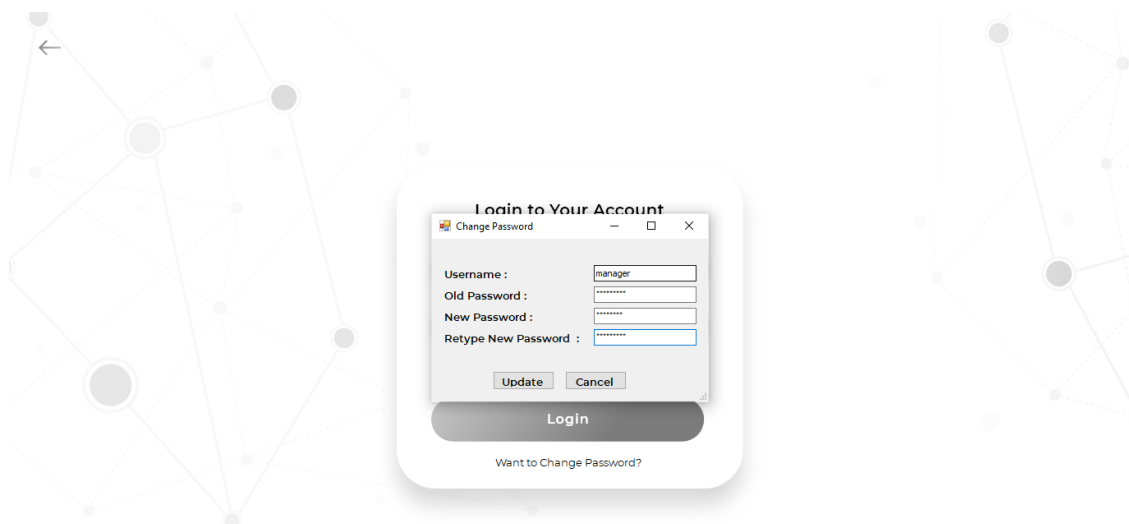 Login to Your Account
Change Password
Username : manager
Old Password : *********
New Password : ********
Retype New Password : *********
Update Cancel
Login
Want to Change Password?